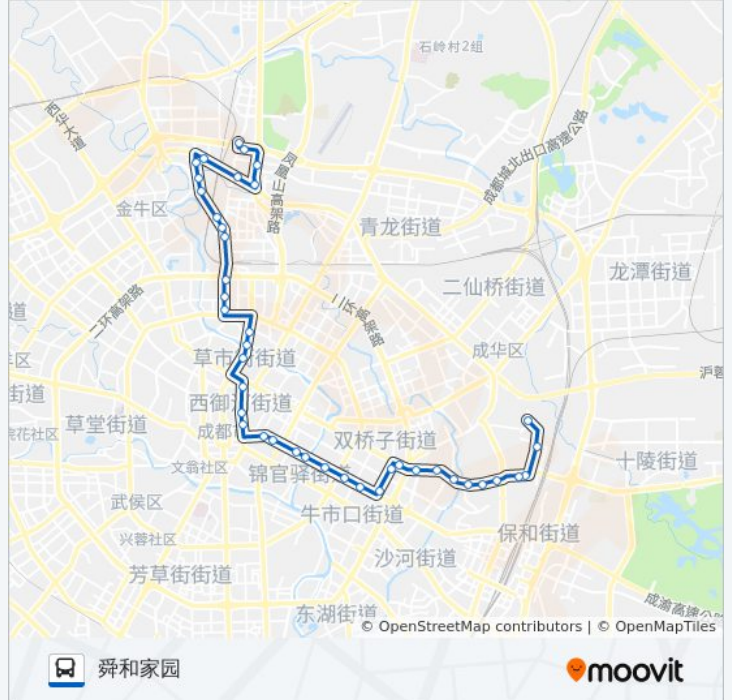 石岭村2组
西华大道
成都城北出口高速公路
凤凰山高架路
金牛区
青龙街道
龙潭街道
二仙桥街道
二环高架路
二环高架路
道
草市街街道
成华区
区
沪蓉
街道
西御河街道
草堂街道
浣花社区
成都
双桥子街道
文翁社区
锦官驿街道
十陵街道
武侯区
牛市口街道
保和街道
兴蓉社区
沙河街道
芳草街街道
成渝高速公
东湖街道
© OpenStreetMap contributors | © OpenMapTiles
舜和家园
moovit